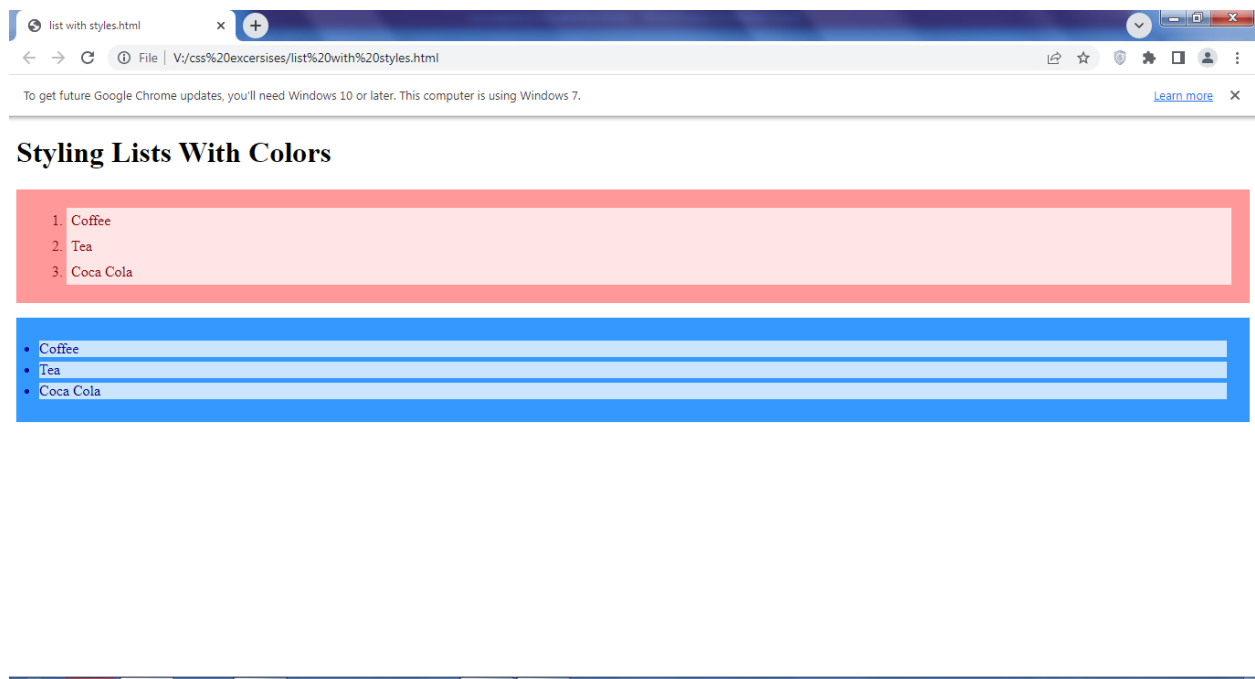 list with styles.html
File | V:/css%20excersises/list%20with%20styles.html
To get future Google Chrome updates, you'll need Windows 10 or later. This computer is using Windows 7. Learn more
Styling Lists With Colors
1. Coffee
2. Tea
3. Coca Cola
• Coffee
• Tea
• Coca Cola